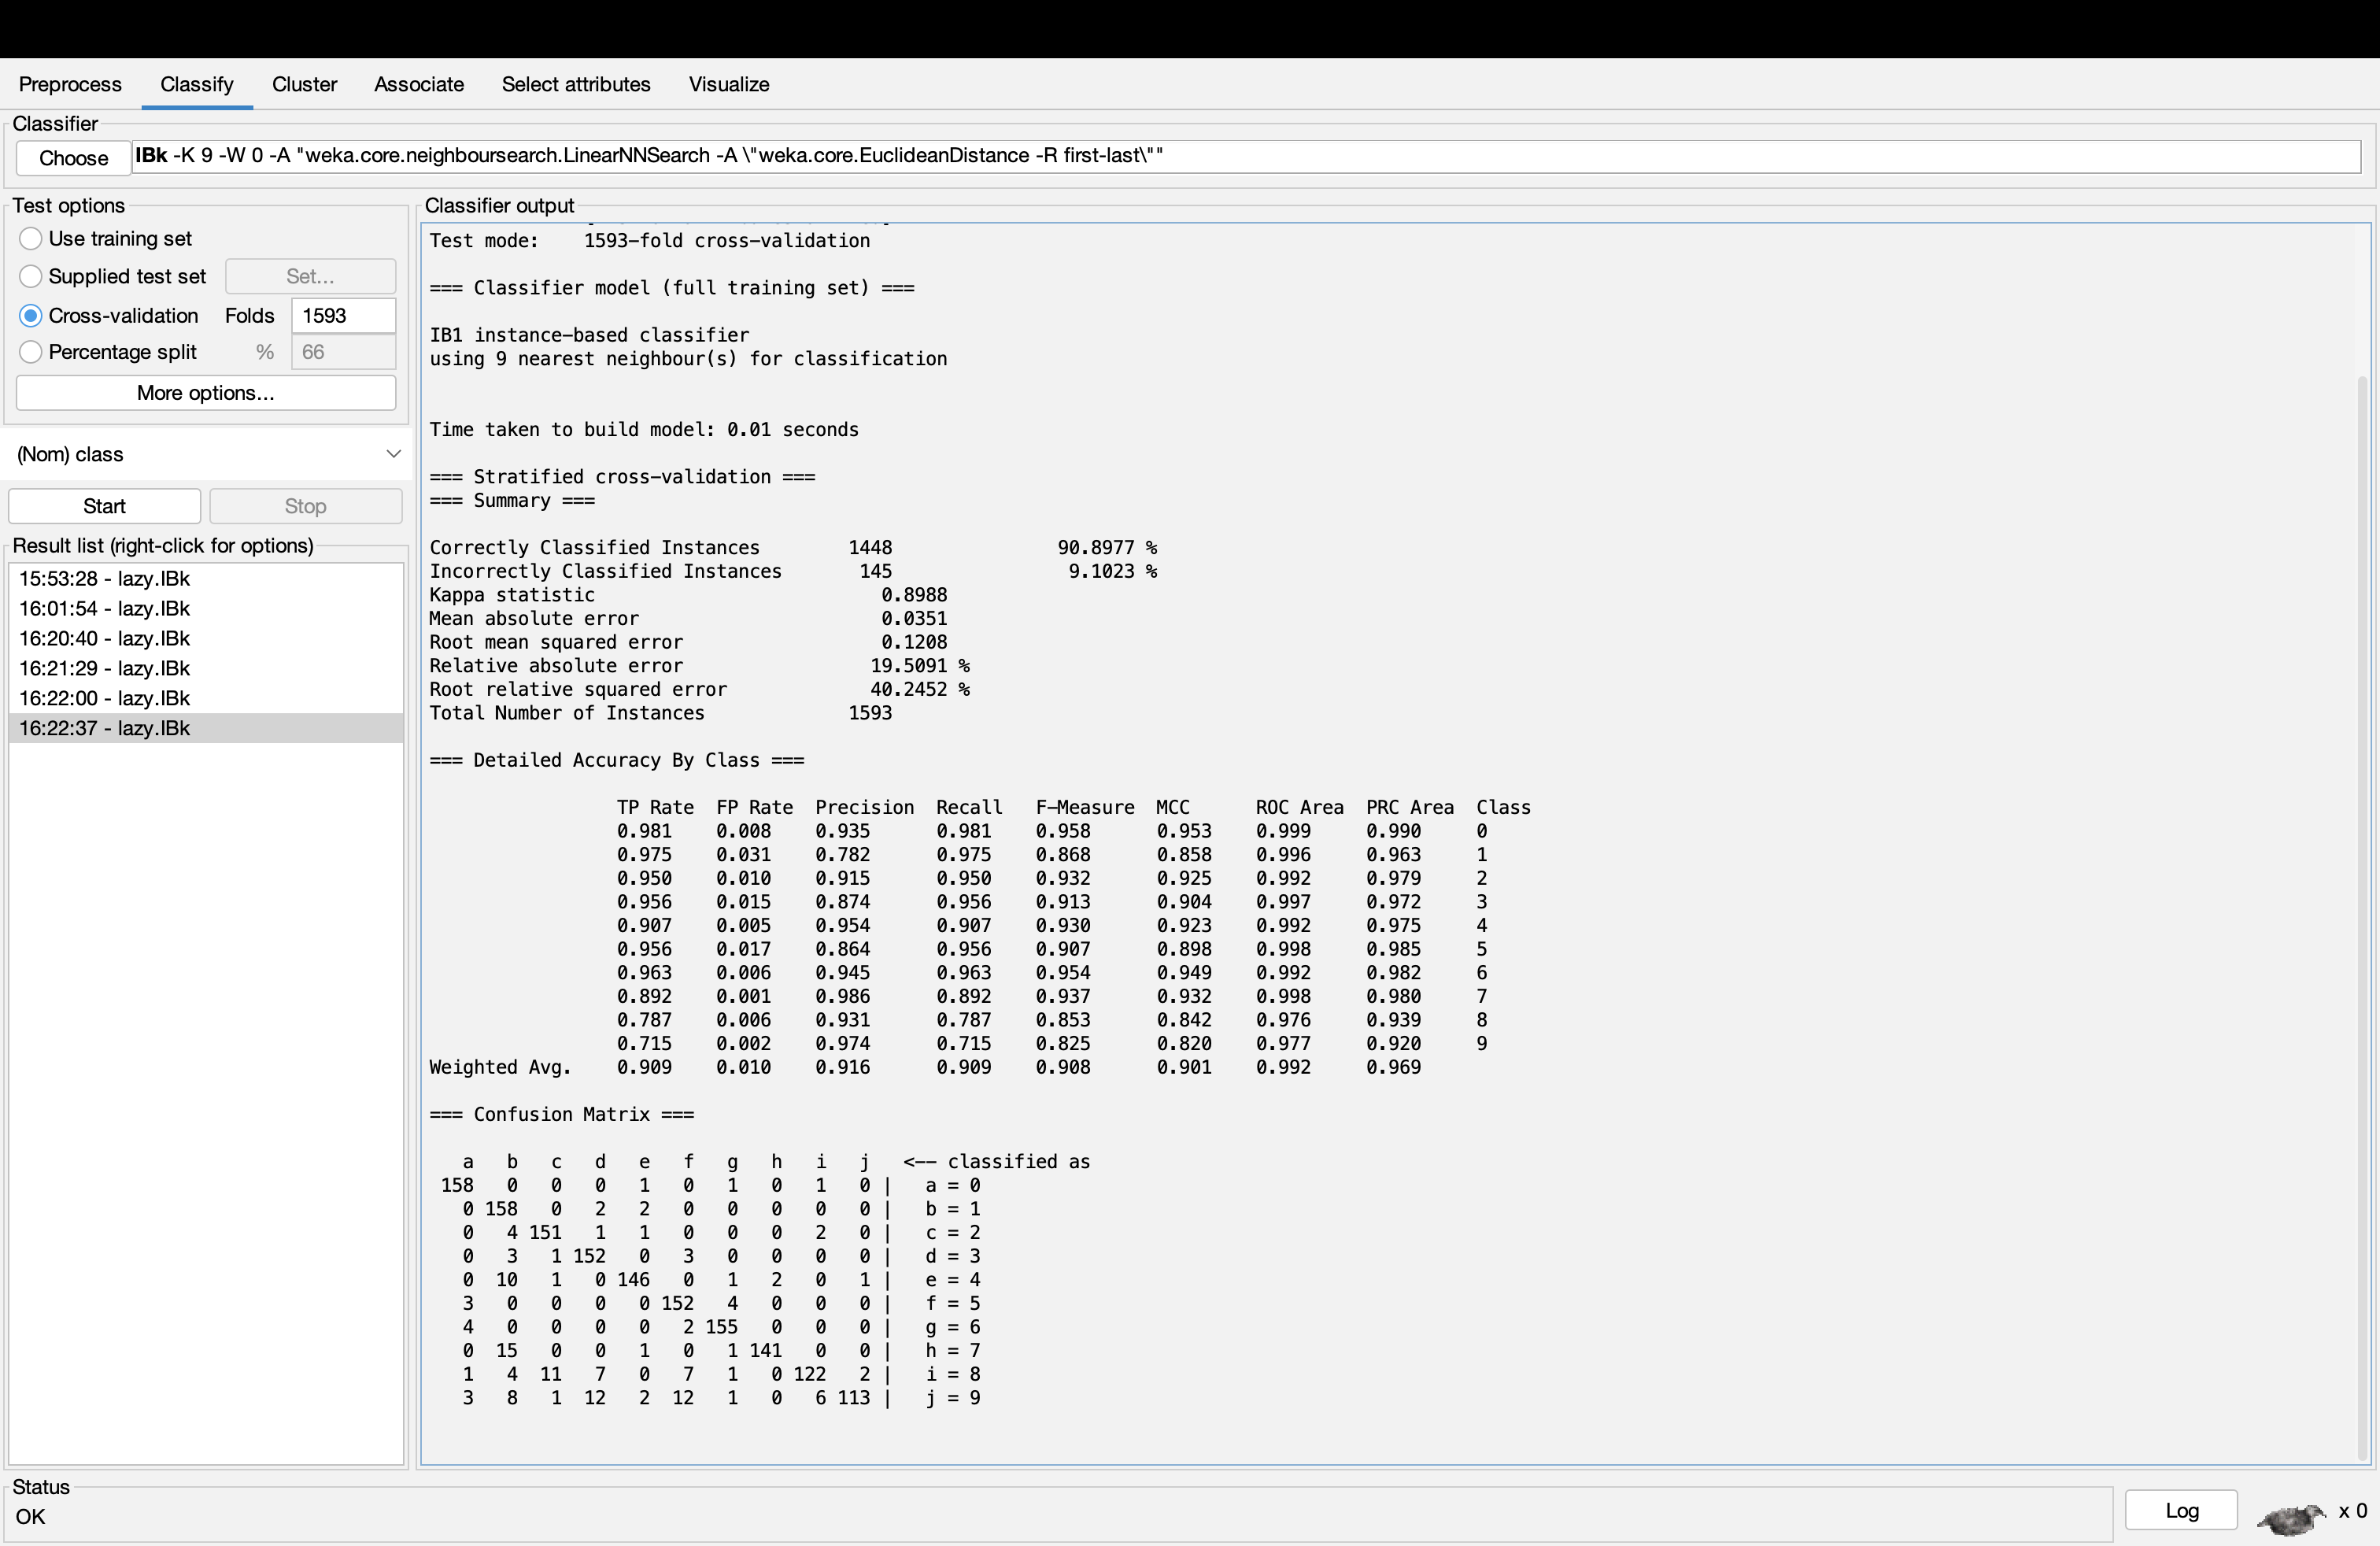 Preprocess Classify Cluster Associate Select attributes Visualize
Classifier
Choose IBk -K 9 -W 0 -A "weka.core.neighboursearch.LinearNNSearch -A \"weka.core.EuclideanDistance -R first-last\""
Test options
Use training set
Supplied test set Set...
Cross-validation Folds 1593
Percentage split % 66
More options...
(Nom) class
Start Stop
Result list (right-click for options)
15:53:28 - lazy.IBk
16:01:54 - lazy.IBk
16:20:40 - lazy.IBk
16:21:29 - lazy.IBk
16:22:00 - lazy.IBk
16:22:37 - lazy.IBk
Classifier output
Test mode: 1593-fold cross-validation
=== Classifier model (full training set) ===
IB1 instance-based classifier
using 9 nearest neighbour(s) for classification
Time taken to build model: 0.01 seconds
=== Stratified cross-validation ===
=== Summary ===
Correctly Classified Instances 1448 90.8977 %
Incorrectly Classified Instances 145 9.1023 %
Kappa statistic 0.8988
Mean absolute error 0.0351
Root mean squared error 0.1208
Relative absolute error 19.5091 %
Root relative squared error 40.2452 %
Total Number of Instances 1593
=== Detailed Accuracy By Class ===
TP Rate FP Rate Precision Recall F-Measure MCC ROC Area PRC Area Class
0.981 0.008 0.935 0.981 0.958 0.953 0.999 0.990 0
0.975 0.031 0.782 0.975 0.868 0.858 0.996 0.963 1
0.950 0.010 0.915 0.950 0.932 0.925 0.992 0.979 2
0.956 0.015 0.874 0.956 0.913 0.904 0.997 0.972 3
0.907 0.005 0.954 0.907 0.930 0.923 0.992 0.975 4
0.956 0.017 0.864 0.956 0.907 0.898 0.998 0.985 5
0.963 0.006 0.945 0.963 0.954 0.949 0.992 0.982 6
0.892 0.001 0.986 0.892 0.937 0.932 0.998 0.980 7
0.787 0.006 0.931 0.787 0.853 0.842 0.976 0.939 8
0.715 0.002 0.974 0.715 0.825 0.820 0.977 0.920 9
Weighted Avg. 0.909 0.010 0.916 0.909 0.908 0.901 0.992 0.969
=== Confusion Matrix ===
a b c d e f g h i j <-- classified as
158 0 0 0 1 0 1 0 1 0 | a = 0
0 158 0 2 2 0 0 0 0 0 | b = 1
0 4 151 1 1 0 0 0 2 0 | c = 2
0 3 1 152 0 3 0 0 0 0 | d = 3
0 10 1 0 146 0 1 2 0 1 | e = 4
3 0 0 0 0 152 4 0 0 0 | f = 5
4 0 0 0 0 2 155 0 0 0 | g = 6
0 15 0 0 1 0 1 141 0 0 | h = 7
1 4 11 7 0 7 1 0 122 2 | i = 8
3 8 1 12 2 12 1 0 6 113 | j = 9
Status
OK
Log x 0